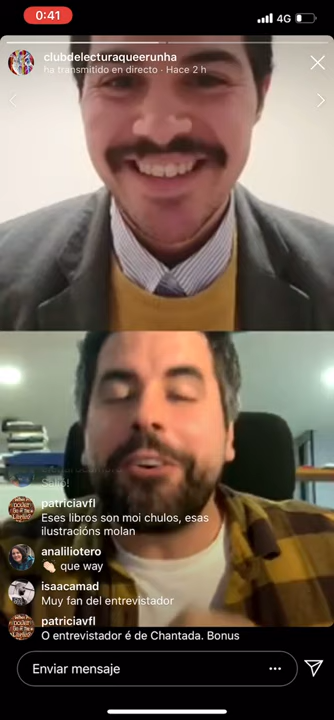 0:41
4G
clubdelecturaqueerunha
ha transmitido en directo · Hace 2 h
Salió!
patriciavfl
Eses libros son moi chulos, esas
ilustracións molan
analiliotero
👏🏻 que way
isaacamad
Muy fan del entrevistador
patriciavfl
O entrevistador é de Chantada. Bonus
Enviar mensaje